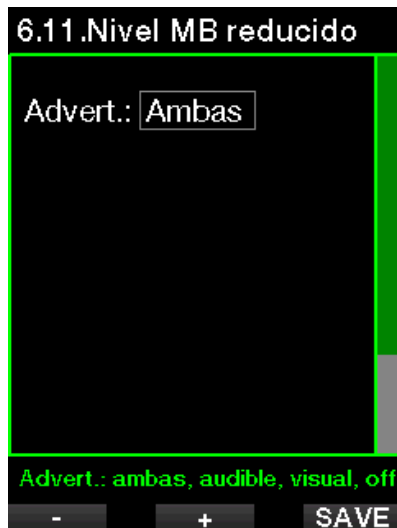 6.11.Nivel MB reducido
Advert.: Ambas
Advert.: ambas, audible, visual, off
- + SAVE